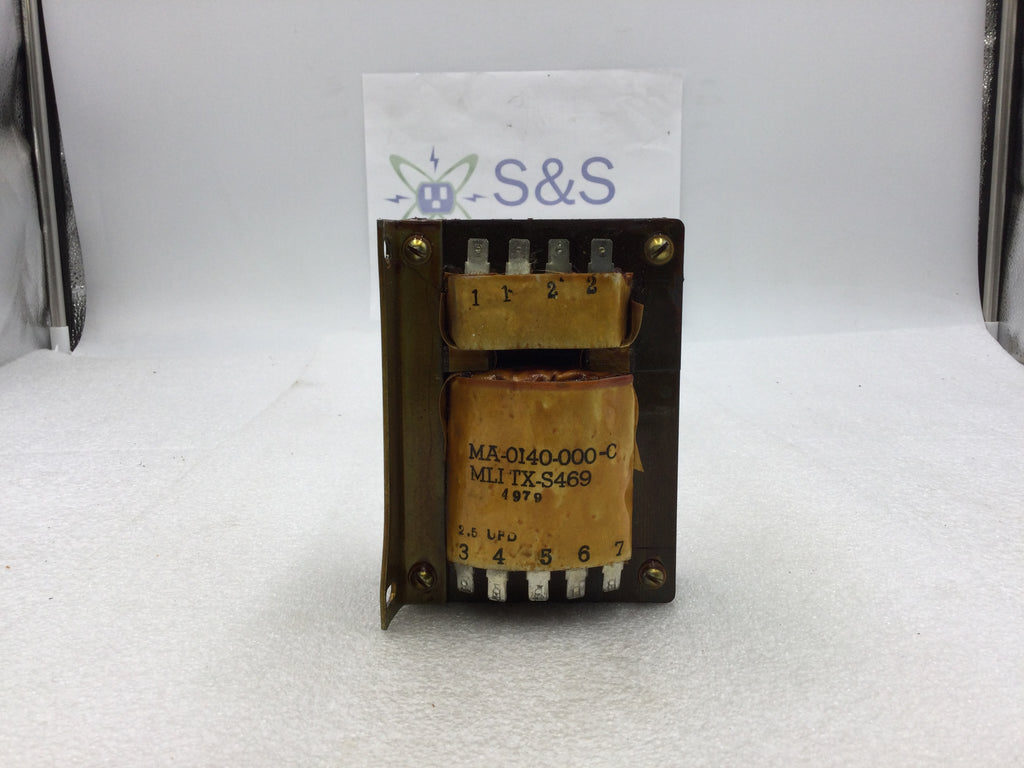 S&S
1 1 2 2
MA-0140-000-C
MLI TX-S469
4979
2.5 UFD
3 4 5 6 7